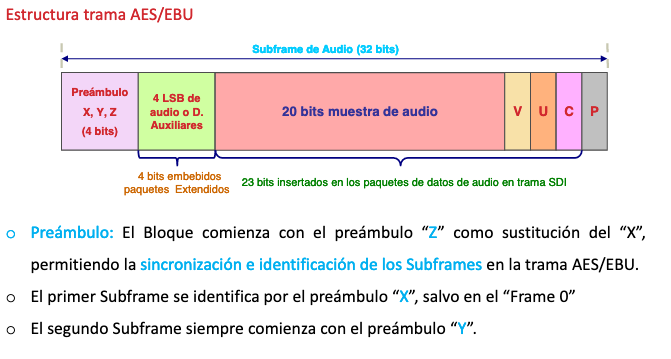 Estructura trama AES/EBU
Subframe de Audio (32 bits)
Preámbulo
X, Y, Z
(4 bits)
4 LSB de
audio o D.
Auxiliares
20 bits muestra de audio
V
U
C
P
4 bits embebidos
paquetes Extendidos
23 bits insertados en los paquetes de datos de audio en trama SDI
o Preámbulo: El Bloque comienza con el preámbulo “Z” como sustitución del “X”,
permitiendo la sincronización e identificación de los Subframes en la trama AES/EBU.
o El primer Subframe se identifica por el preámbulo “X”, salvo en el “Frame 0”
o El segundo Subframe siempre comienza con el preámbulo “Y”.